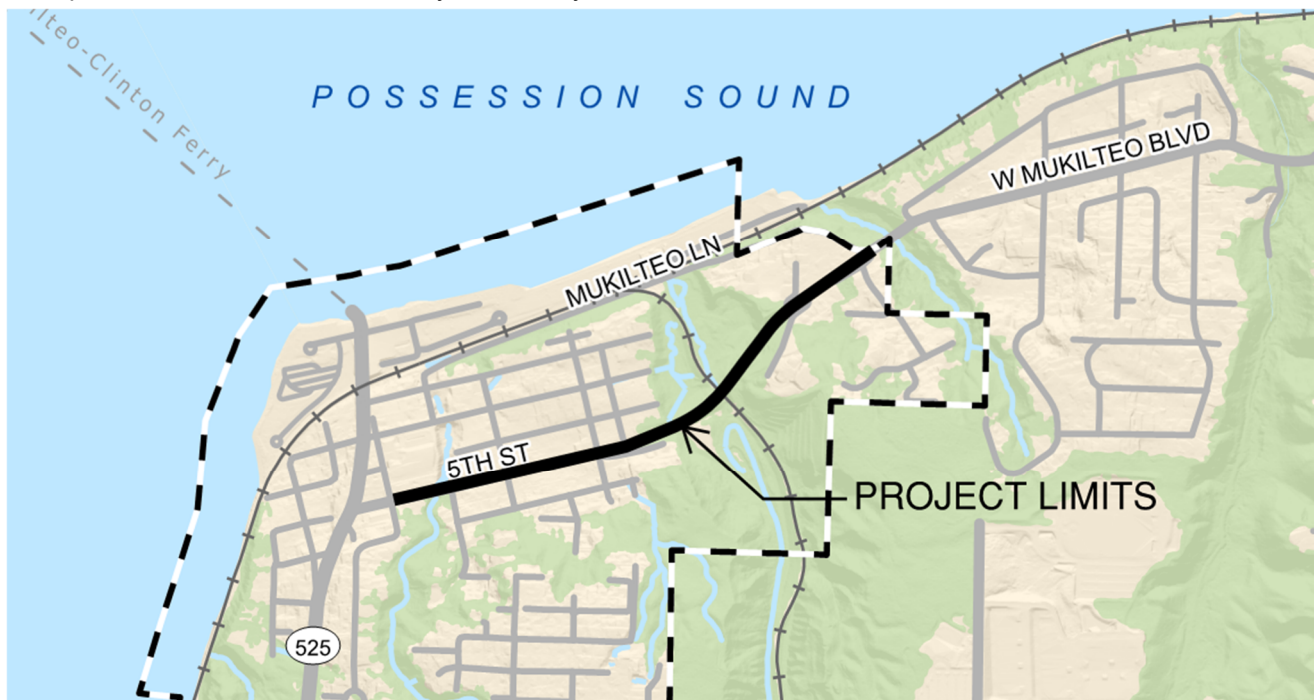 ilteo-Clinton Ferry
POSSESSION SOUND
W MUKILTEO BLVD
MUKILTEO LN
5TH ST
PROJECT LIMITS
525